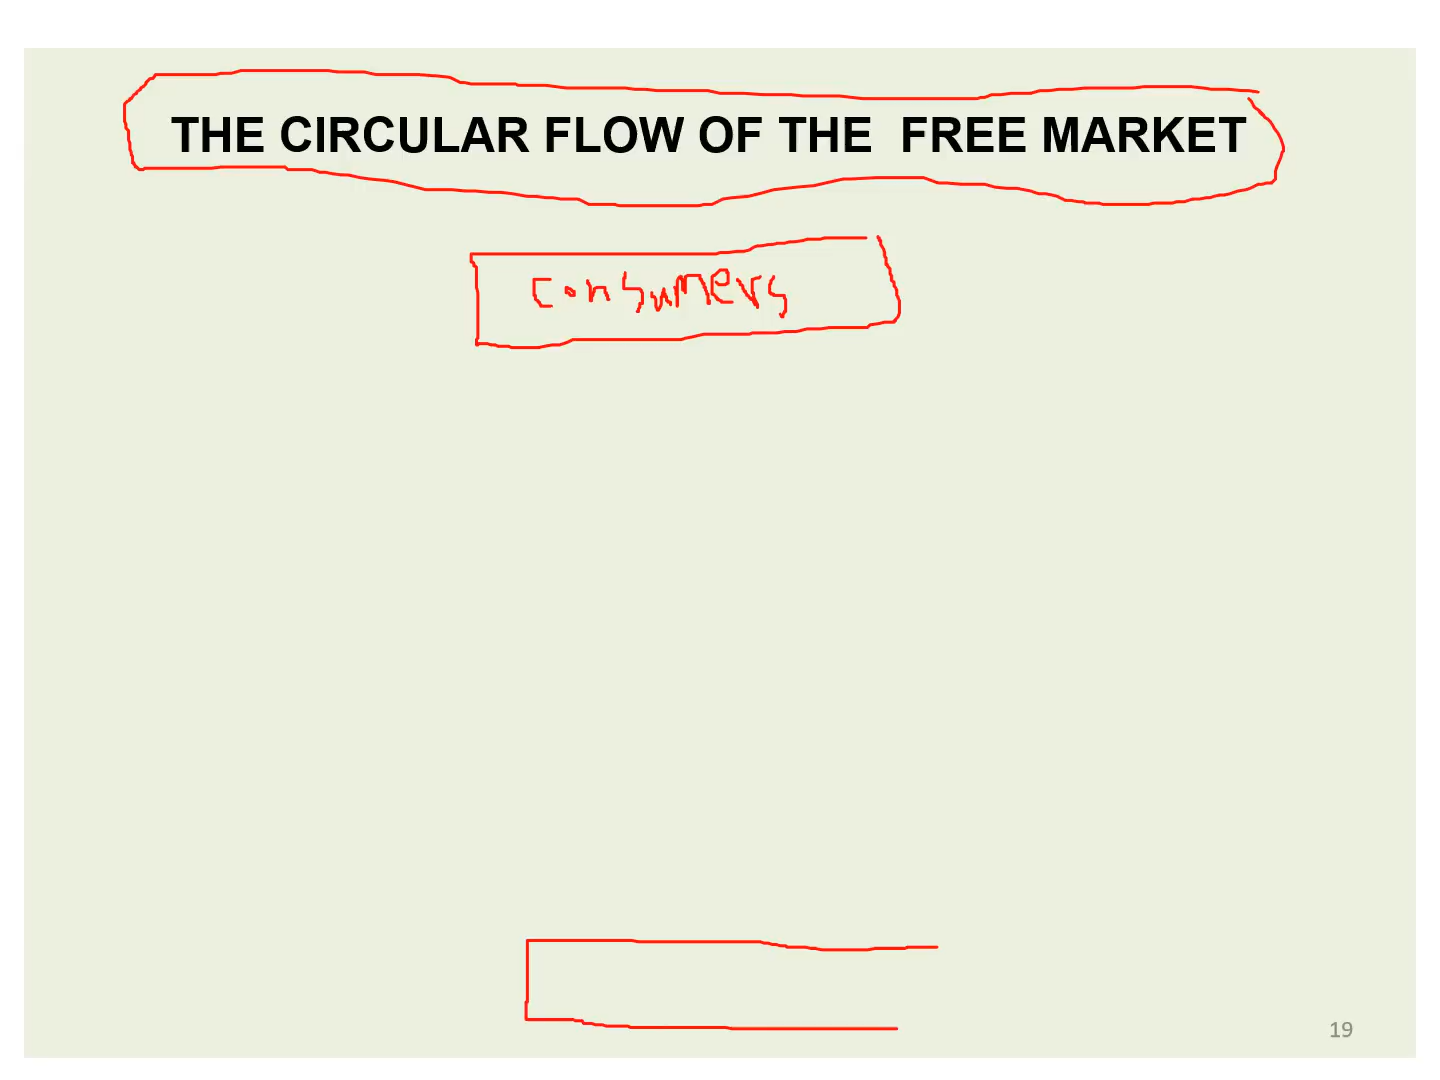 THE CIRCULAR FLOW OF THE FREE MARKET
consumers
19